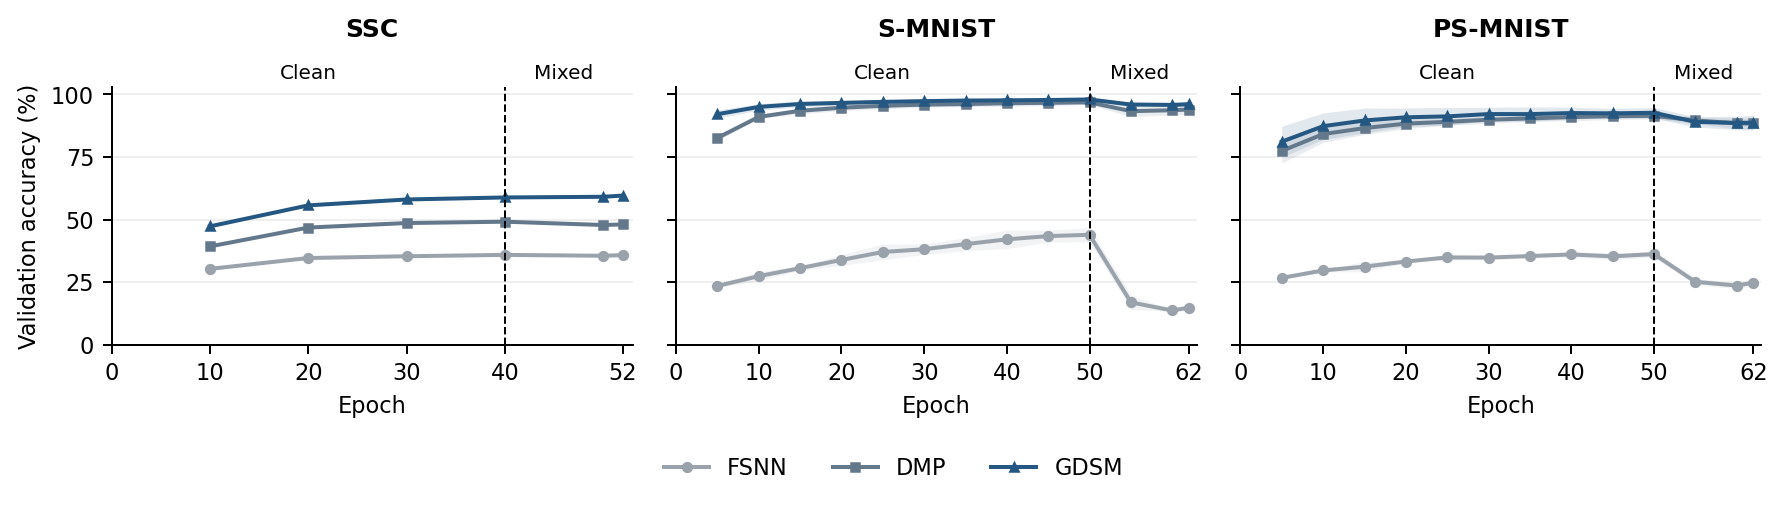 SSC
S-MNIST
PS-MNIST
Clean
Mixed
Clean
Mixed
Clean
Mixed
Validation accuracy (%)
100
75
50
25
0
0 10 20 30 40 52
0 10 20 30 40 50 62
0 10 20 30 40 50 62
Epoch
Epoch
Epoch
FSNN
DMP
GDSM